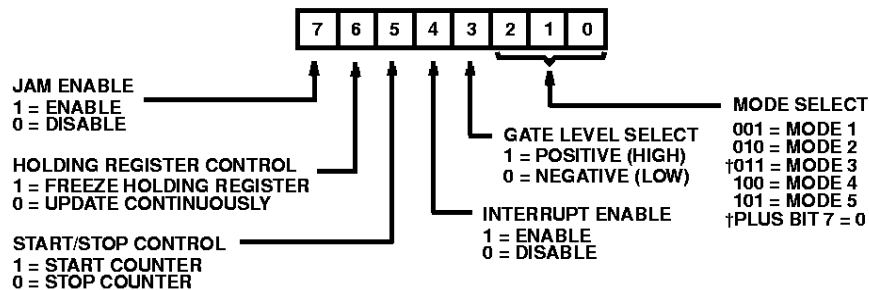 7 6 5 4 3 2 1 0
JAM ENABLE
1 = ENABLE
0 = DISABLE
HOLDING REGISTER CONTROL
1 = FREEZE HOLDING REGISTER
0 = UPDATE CONTINUOUSLY
START/STOP CONTROL
1 = START COUNTER
0 = STOP COUNTER
GATE LEVEL SELECT
1 = POSITIVE (HIGH)
0 = NEGATIVE (LOW)
INTERRUPT ENABLE
1 = ENABLE
0 = DISABLE
MODE SELECT
001 = MODE 1
010 = MODE 2
†011 = MODE 3
100 = MODE 4
101 = MODE 5
†PLUS BIT 7 = 0